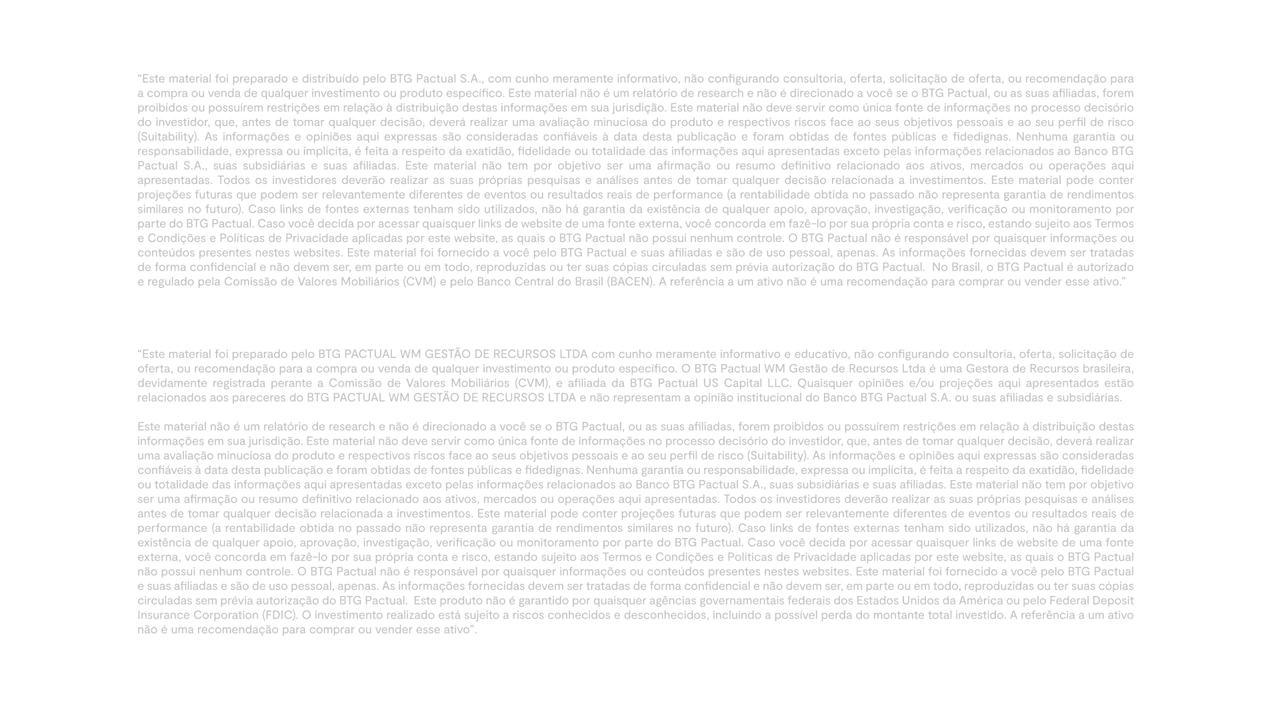 “Este material foi preparado e distribuído pelo BTG Pactual S.A., com cunho meramente informativo, não configurando consultoria, oferta, solicitação de oferta, ou recomendação para
a compra ou venda de qualquer investimento ou produto específico. Este material não é um relatório de research e não é direcionado a você se o BTG Pactual, ou as suas afiliadas, forem
proibidos ou possuírem restrições em relação à distribuição destas informações em sua jurisdição. Este material não deve servir como única fonte de informações no processo decisório
do investidor, que, antes de tomar qualquer decisão, deverá realizar uma avaliação minuciosa do produto e respectivos riscos face ao seus objetivos pessoais e ao seu perfil de risco
(Suitability). As informações e opiniões aqui expressas são consideradas confiáveis à data desta publicação e foram obtidas de fontes públicas e fidedignas. Nenhuma garantia ou
responsabilidade, expressa ou implícita, é feita a respeito da exatidão, fidelidade ou totalidade das informações aqui apresentadas exceto pelas informações relacionados ao Banco BTG
Pactual S.A., suas subsidiárias e suas afiliadas. Este material não tem por objetivo ser uma afirmação ou resumo definitivo relacionado aos ativos, mercados ou operações aqui
apresentadas. Todos os investidores deverão realizar as suas próprias pesquisas e análises antes de tomar qualquer decisão relacionada a investimentos. Este material pode conter
projeções futuras que podem ser relevantemente diferentes de eventos ou resultados reais de performance (a rentabilidade obtida no passado não representa garantia de rendimentos
similares no futuro). Caso links de fontes externas tenham sido utilizados, não há garantia da existência de qualquer apoio, aprovação, investigação, verificação ou monitoramento por
parte do BTG Pactual. Caso você decida por acessar quaisquer links de website de uma fonte externa, você concorda em fazê-lo por sua própria conta e risco, estando sujeito aos Termos
e Condições e Políticas de Privacidade aplicadas por este website, as quais o BTG Pactual não possui nenhum controle. O BTG Pactual não é responsável por quaisquer informações ou
conteúdos presentes nestes websites. Este material foi fornecido a você pelo BTG Pactual e suas afiliadas e são de uso pessoal, apenas. As informações fornecidas devem ser tratadas
de forma confidencial e não devem ser, em parte ou em todo, reproduzidas ou ter suas cópias circuladas sem prévia autorização do BTG Pactual. No Brasil, o BTG Pactual é autorizado
e regulado pela Comissão de Valores Mobiliários (CVM) e pelo Banco Central do Brasil (BACEN). A referência a um ativo não é uma recomendação para comprar ou vender esse ativo.”
“Este material foi preparado pelo BTG PACTUAL WM GESTÃO DE RECURSOS LTDA com cunho meramente informativo e educativo, não configurando consultoria, oferta, solicitação de
oferta, ou recomendação para a compra ou venda de qualquer investimento ou produto específico. O BTG Pactual WM Gestão de Recursos Ltda é uma Gestora de Recursos brasileira,
devidamente registrada perante a Comissão de Valores Mobiliários (CVM), e afiliada da BTG Pactual US Capital LLC. Quaisquer opiniões e/ou projeções aqui apresentados estão
relacionados aos pareceres do BTG PACTUAL WM GESTÃO DE RECURSOS LTDA e não representam a opinião institucional do Banco BTG Pactual S.A. ou suas afiliadas e subsidiárias.
Este material não é um relatório de research e não é direcionado a você se o BTG Pactual, ou as suas afiliadas, forem proibidos ou possuírem restrições em relação à distribuição destas
informações em sua jurisdição. Este material não deve servir como única fonte de informações no processo decisório do investidor, que, antes de tomar qualquer decisão, deverá realizar
uma avaliação minuciosa do produto e respectivos riscos face ao seus objetivos pessoais e ao seu perfil de risco (Suitability). As informações e opiniões aqui expressas são consideradas
confiáveis à data desta publicação e foram obtidas de fontes públicas e fidedignas. Nenhuma garantia ou responsabilidade, expressa ou implícita, é feita a respeito da exatidão, fidelidade
ou totalidade das informações aqui apresentadas exceto pelas informações relacionados ao Banco BTG Pactual S.A., suas subsidiárias e suas afiliadas. Este material não tem por objetivo
ser uma afirmação ou resumo definitivo relacionado aos ativos, mercados ou operações aqui apresentadas. Todos os investidores deverão realizar as suas próprias pesquisas e análises
antes de tomar qualquer decisão relacionada a investimentos. Este material pode conter projeções futuras que podem ser relevantemente diferentes de eventos ou resultados reais de
performance (a rentabilidade obtida no passado não representa garantia de rendimentos similares no futuro). Caso links de fontes externas tenham sido utilizados, não há garantia da
existência de qualquer apoio, aprovação, investigação, verificação ou monitoramento por parte do BTG Pactual. Caso você decida por acessar quaisquer links de website de uma fonte
externa, você concorda em fazê-lo por sua própria conta e risco, estando sujeito aos Termos e Condições e Políticas de Privacidade aplicadas por este website, as quais o BTG Pactual
não possui nenhum controle. O BTG Pactual não é responsável por quaisquer informações ou conteúdos presentes nestes websites. Este material foi fornecido a você pelo BTG Pactual
e suas afiliadas e são de uso pessoal, apenas. As informações fornecidas devem ser tratadas de forma confidencial e não devem ser, em parte ou em todo, reproduzidas ou ter suas cópias
circuladas sem prévia autorização do BTG Pactual. Este produto não é garantido por quaisquer agências governamentais federais dos Estados Unidos da América ou pelo Federal Deposit
Insurance Corporation (FDIC). O investimento realizado está sujeito a riscos conhecidos e desconhecidos, incluindo a possível perda do montante total investido. A referência a um ativo
não é uma recomendação para comprar ou vender esse ativo”.